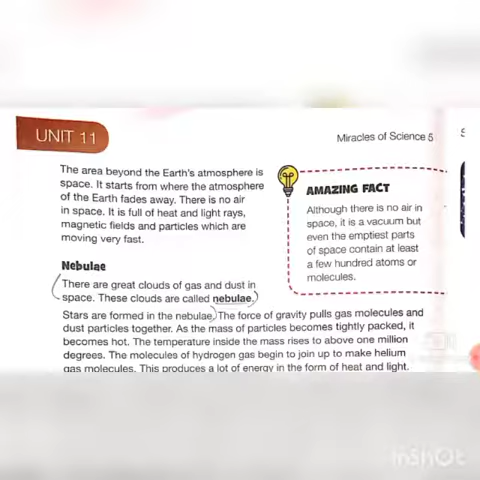 UNIT 11
Miracles of Science 5
The area beyond the Earth's atmosphere is
space. It starts from where the atmosphere
of the Earth fades away. There is no air
in space. It is full of heat and light rays,
magnetic fields and particles which are
moving very fast.
AMAZING FACT
Although there is no air in
space, it is a vacuum but
even the emptiest parts
of space contain at least
a few hundred atoms or
molecules.
Nebulae
There are great clouds of gas and dust in
space. These clouds are called nebulae.
Stars are formed in the nebulae. The force of gravity pulls gas molecules and
dust particles together. As the mass of particles becomes tightly packed, it
becomes hot. The temperature inside the mass rises to above one million
degrees. The molecules of hydrogen gas begin to join up to make helium
gas molecules. This produces a lot of energy in the form of heat and light.
InShOt